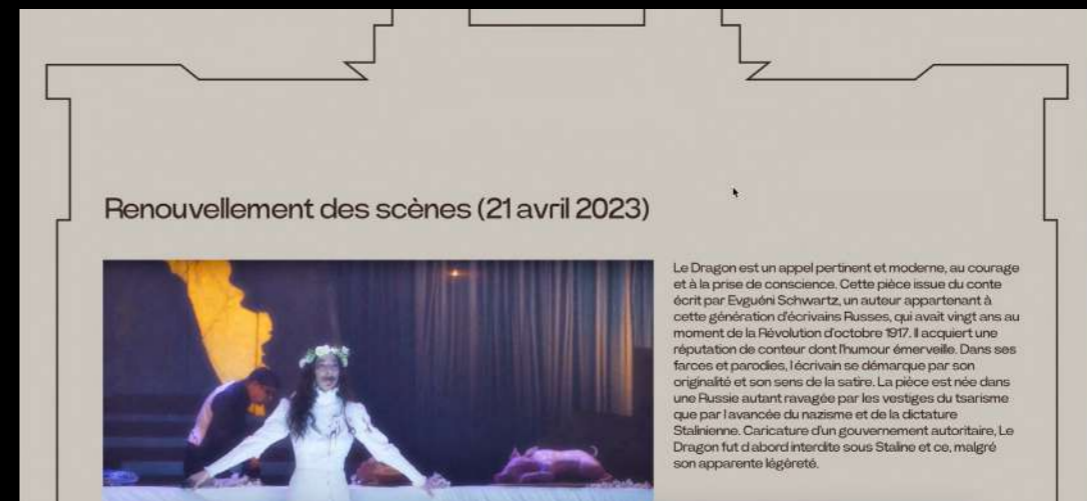 Renouvellement des scènes (21 avril 2023)
Le Dragon est un appel pertinent et moderne, au courage
et à la prise de conscience. Cette pièce issue du conte
écrit par Evguéni Schwartz, un auteur appartenant à
cette génération d'écrivains Russes, qui avait vingt ans au
moment de la Révolution d'octobre 1917. Il acquiert une
réputation de conteur dont l'humour émerveille. Dans ses
farces et parodies, l'écrivain se démarque par son
originalité et son sens de la satire. La pièce est née dans
une Russie autant ravagée par les vestiges du tsarisme
que par l'avancée du nazisme et de la dictature
Stalinienne. Caricature d'un gouvernement autoritaire, Le
Dragon fut d'abord interdite sous Staline et ce, malgré
son apparente légèreté.